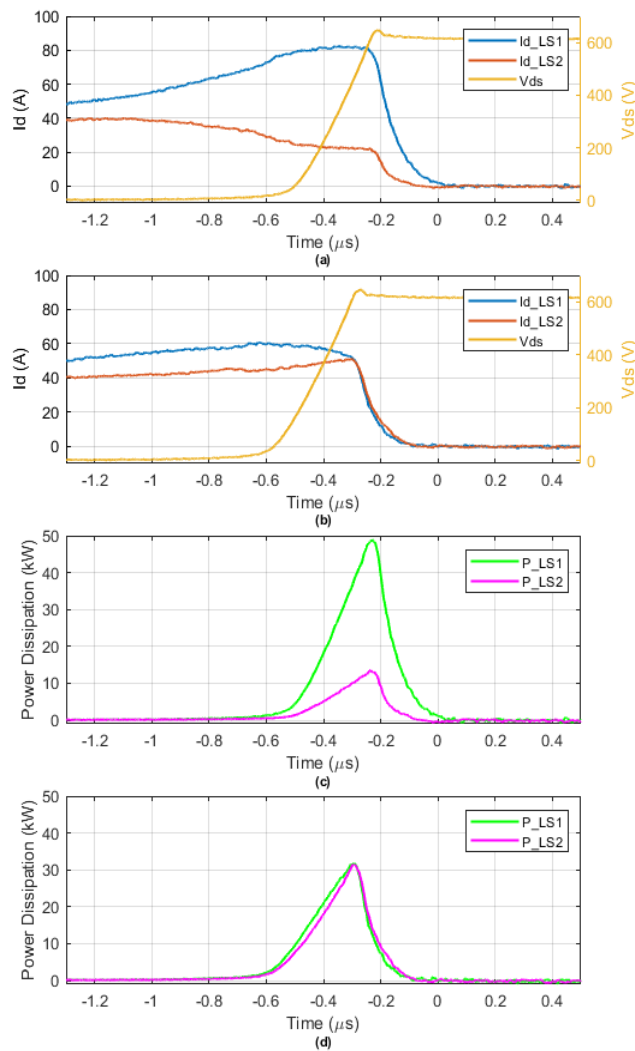 100
80
60
40
20
0
Id (A)
Id_LS1
Id_LS2
Vds
600
400
200
0
Vds (V)
-1.2 -1 -0.8 -0.6 -0.4 -0.2 0 0.2 0.4
Time (μs)
(a)
100
80
60
40
20
0
Id (A)
Id_LS1
Id_LS2
Vds
600
400
200
0
Vds (V)
-1.2 -1 -0.8 -0.6 -0.4 -0.2 0 0.2 0.4
Time (μs)
(b)
50
40
30
20
10
0
Power Dissipation (kW)
P_LS1
P_LS2
-1.2 -1 -0.8 -0.6 -0.4 -0.2 0 0.2 0.4
Time (μs)
(c)
50
40
30
20
10
0
Power Dissipation (kW)
P_LS1
P_LS2
-1.2 -1 -0.8 -0.6 -0.4 -0.2 0 0.2 0.4
Time (μs)
(d)